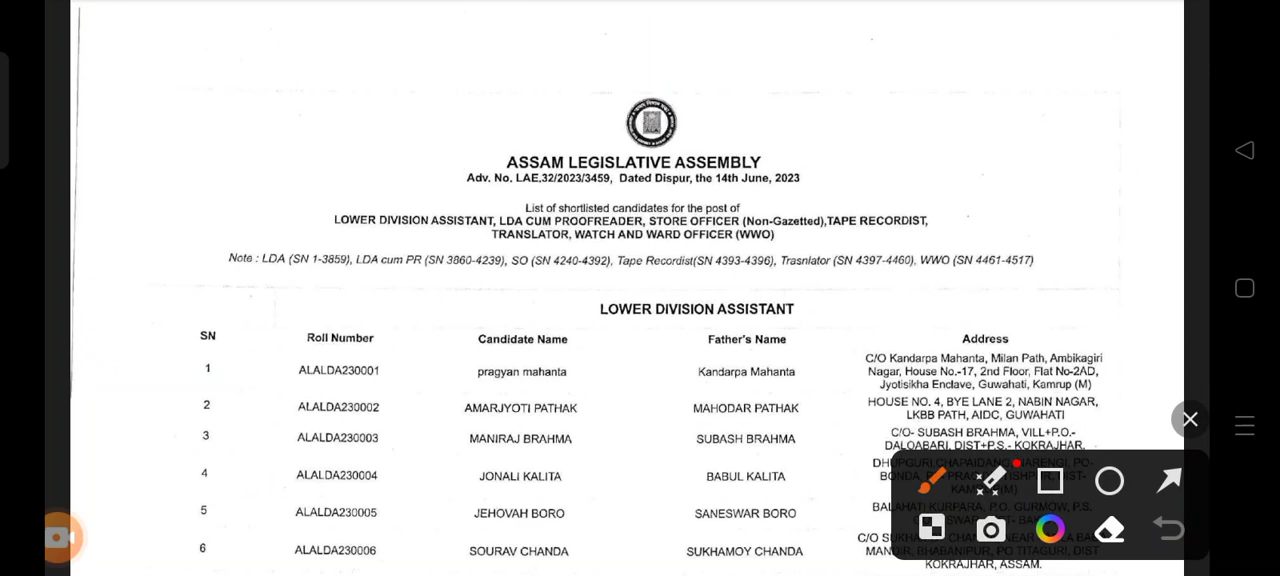 ASSAM LEGISLATIVE ASSEMBLY
Adv. No. LAE,32/2023/3459, Dated Dispur, the 14th June, 2023
List of shortlisted candidates for the post of
LOWER DIVISION ASSISTANT, LDA CUM PROOFREADER, STORE OFFICER (Non-Gazetted),TAPE RECORDIST,
TRANSLATOR, WATCH AND WARD OFFICER (WWO)
Note : LDA (SN 1-3859), LDA cum PR (SN 3860-4239), SO (SN 4240-4392), Tape Recordist(SN 4393-4396), Trasnlator (SN 4397-4460), WWO (SN 4461-4517)
LOWER DIVISION ASSISTANT
SN Roll Number Candidate Name Father's Name Address
1 ALALDA230001 pragyan mahanta Kandarpa Mahanta C/O Kandarpa Mahanta, Milan Path, Ambikagiri
Nagar, House No.-17, 2nd Floor, Flat No-2AD,
Jyotisikha Enclave, Guwahati, Kamrup (M)
2 ALALDA230002 AMARJYOTI PATHAK MAHODAR PATHAK HOUSE NO. 4, BYE LANE 2, NABIN NAGAR,
LKBB PATH, AIDC, GUWAHATI
3 ALALDA230003 MANIRAJ BRAHMA SUBASH BRAHMA C/O- SUBASH BRAHMA, VILL+P.O.-
DALOABARI, DIST+P.S.- KOKRAJHAR.
4 ALALDA230004 JONALI KALITA BABUL KALITA
5 ALALDA230005 JEHOVAH BORO SANESWAR BORO
6 ALALDA230006 SOURAV CHANDA SUKHAMOY CHANDA C/O
MANDIR, BHABANIPUR, PO TITAGURI, DIST
KOKRAJHAR, ASSAM.